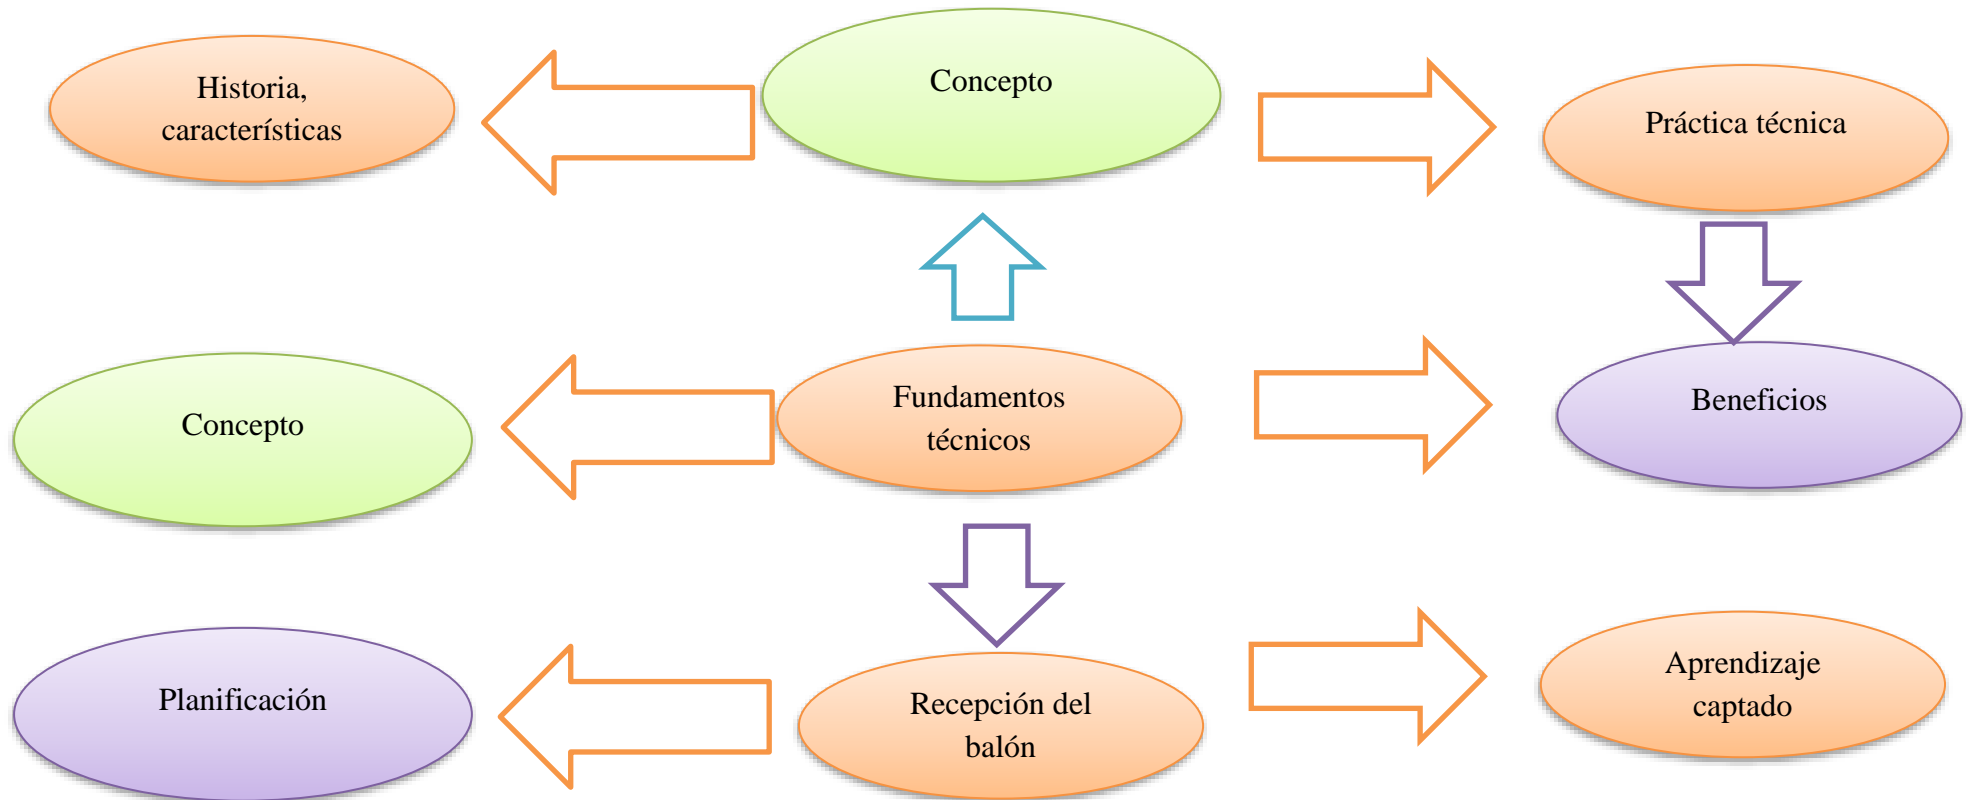 Historia,
características
Concepto
Práctica técnica
Concepto
Fundamentos
técnicos
Beneficios
Planificación
Recepción del
balón
Aprendizaje
captado